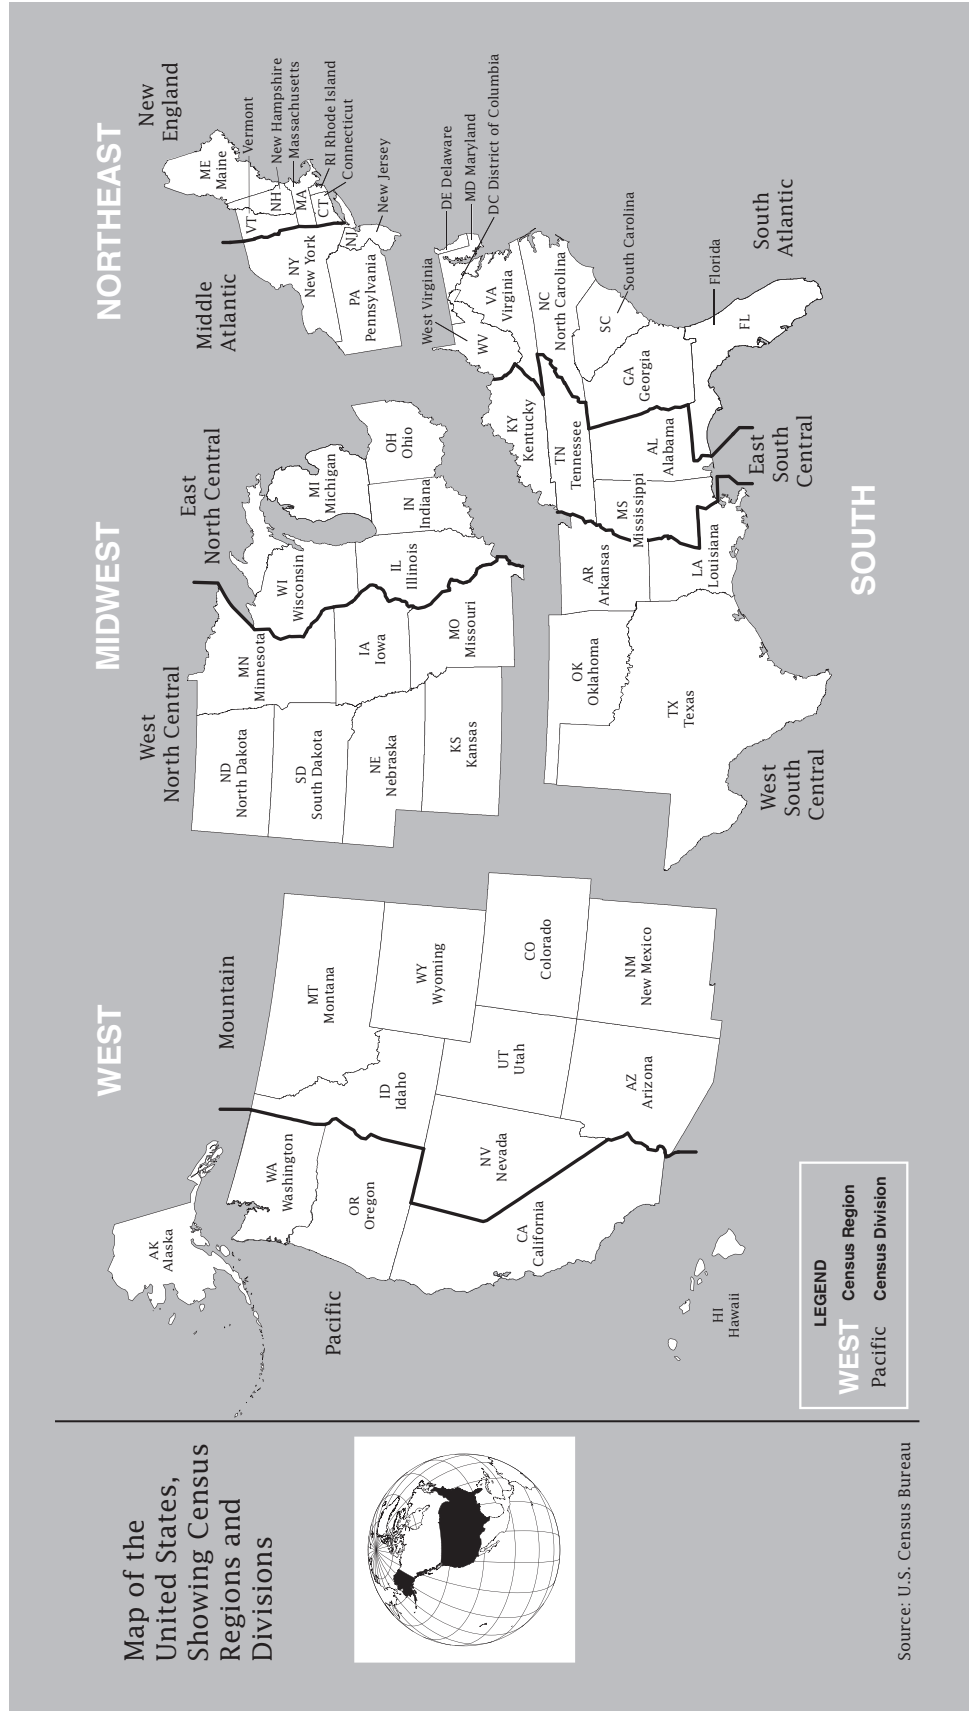 Map of the
United States,
Showing Census
Regions and
Divisions
Source: U.S. Census Bureau
WEST
Pacific
Mountain
AK
Alaska
WA
Washington
OR
Oregon
CA
California
HI
Hawaii
MT
Montana
ID
Idaho
WY
Wyoming
NV
Nevada
UT
Utah
CO
Colorado
AZ
Arizona
NM
New Mexico
LEGEND
WEST Census Region
Pacific Census Division
MIDWEST
West
North Central
East
North Central
ND
North Dakota
MN
Minnesota
SD
South Dakota
NE
Nebraska
IA
Iowa
KS
Kansas
MO
Missouri
WI
Wisconsin
MI
Michigan
IL
Illinois
IN
Indiana
OH
Ohio
NORTHEAST
Middle
Atlantic
New
England
ME
Maine
VT
Vermont
NH
New Hampshire
MA
Massachusetts
RI Rhode Island
CT
Connecticut
NY
New York
NJ
New Jersey
PA
Pennsylvania
SOUTH
West
South
Central
East
South
Central
South
Atlantic
OK
Oklahoma
TX
Texas
AR
Arkansas
LA
Louisiana
KY
Kentucky
TN
Tennessee
MS
Mississippi
AL
Alabama
West Virginia
WV
DE Delaware
MD Maryland
DC District of Columbia
VA
Virginia
NC
North Carolina
SC
South Carolina
GA
Georgia
FL
Florida